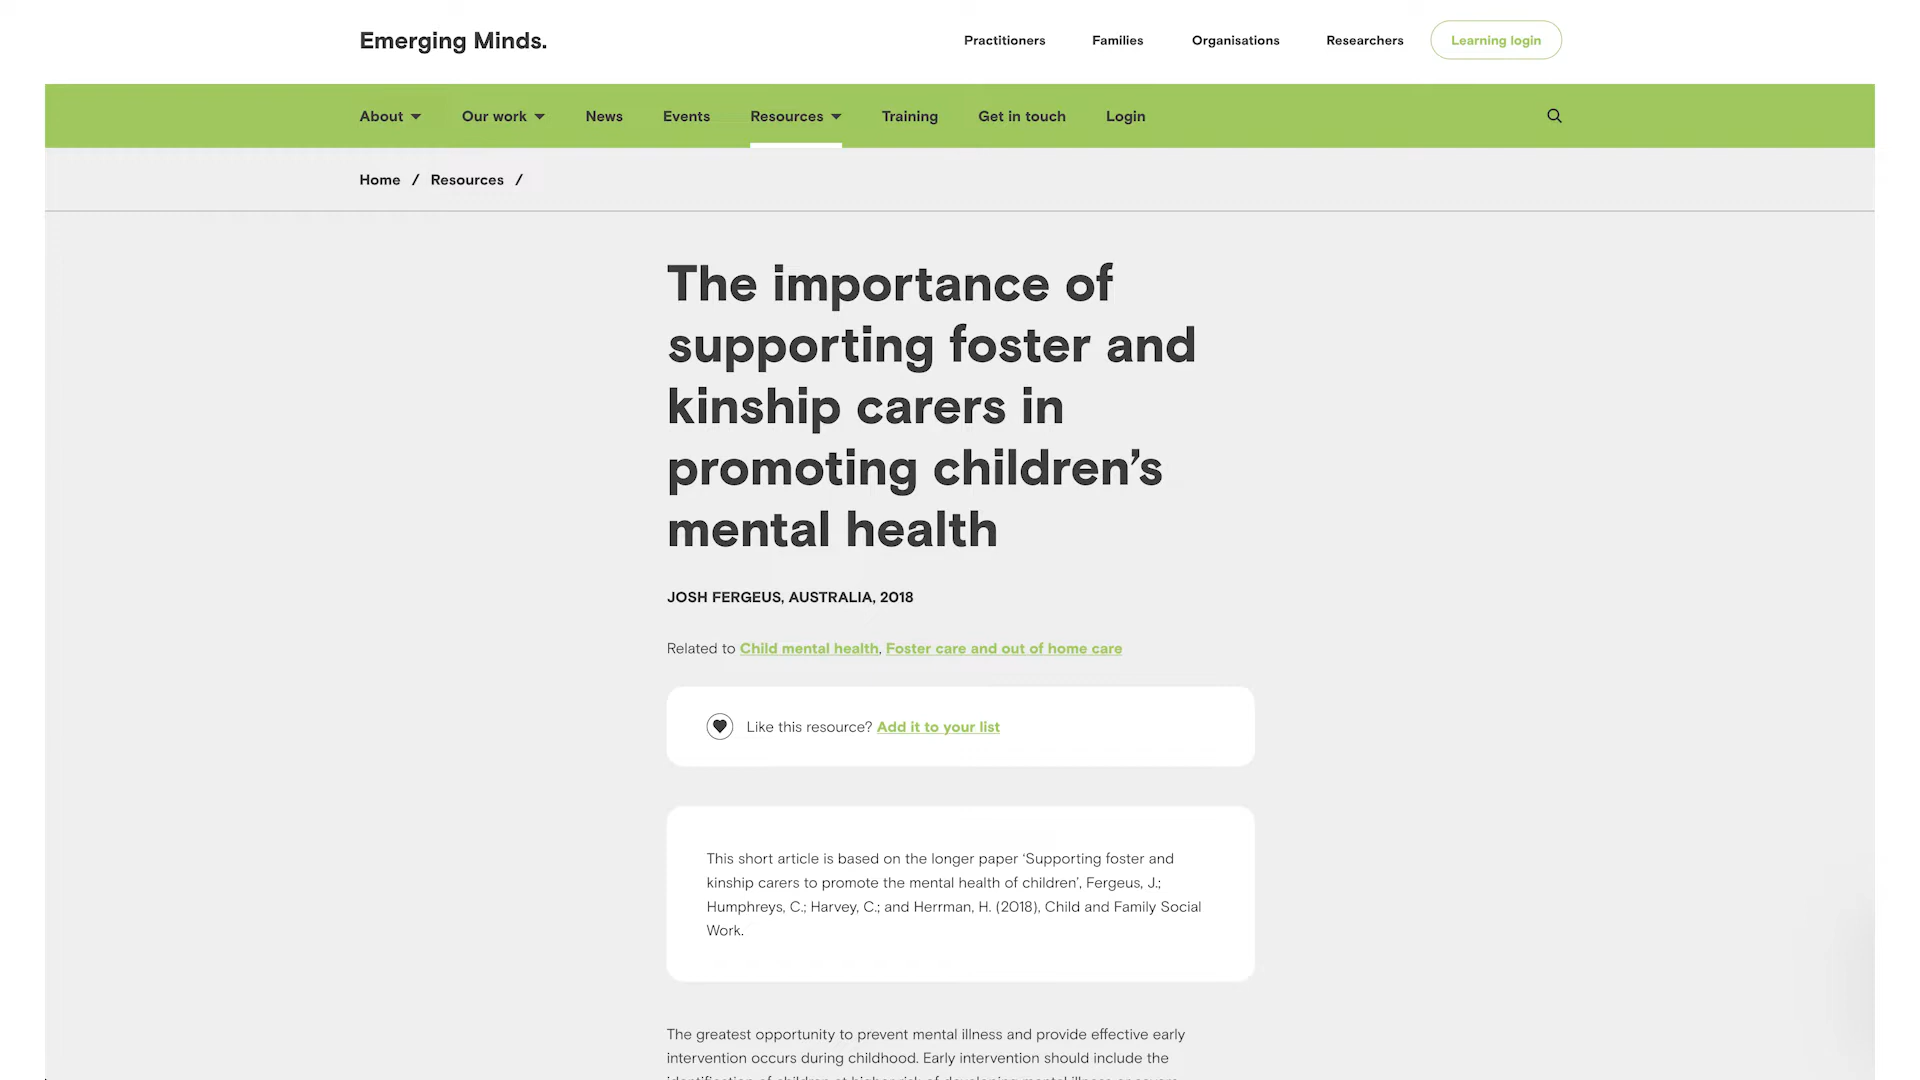 Emerging Minds.
Practitioners
Families
Organisations
Researchers
Learning login
About
Our work
News
Events
Resources
Training
Get in touch
Login
Home / Resources /
The importance of
supporting foster and
kinship carers in
promoting children’s
mental health
JOSH FERGEUS, AUSTRALIA, 2018
Related to Child mental health, Foster care and out of home care
Like this resource? Add it to your list
This short article is based on the longer paper ‘Supporting foster and
kinship carers to promote the mental health of children’, Fergeus, J.;
Humphreys, C.; Harvey, C.; and Herrman, H. (2018), Child and Family Social
Work.
The greatest opportunity to prevent mental illness and provide effective early
intervention occurs during childhood. Early intervention should include the